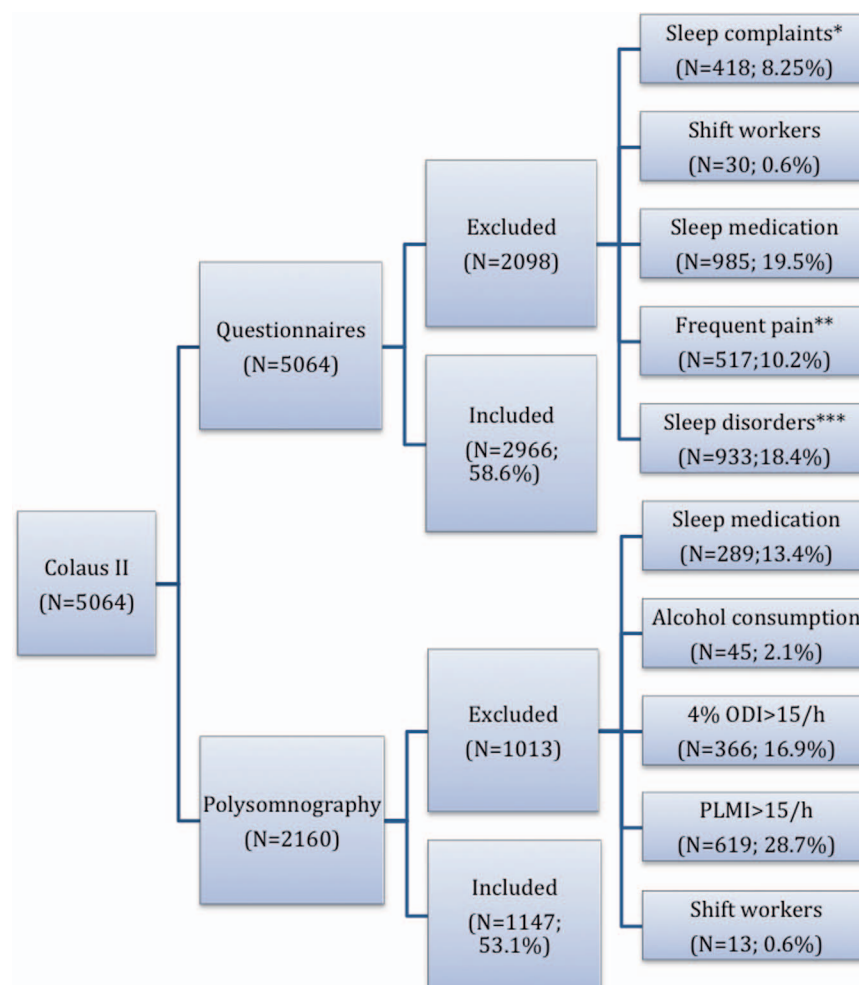 Colaus II
(N=5064)
Questionnaires
(N=5064)
Excluded
(N=2098)
Sleep complaints*
(N=418; 8.25%)
Shift workers
(N=30; 0.6%)
Sleep medication
(N=985; 19.5%)
Frequent pain**
(N=517;10.2%)
Sleep disorders***
(N=933;18.4%)
Included
(N=2966;
58.6%)
Polysomnography
(N=2160)
Excluded
(N=1013)
Sleep medication
(N=289;13.4%)
Alcohol consumption
(N=45; 2.1%)
4% ODI>15/h
(N=366; 16.9%)
PLMI>15/h
(N=619; 28.7%)
Shift workers
(N=13; 0.6%)
Included
(N=1147;
53.1%)